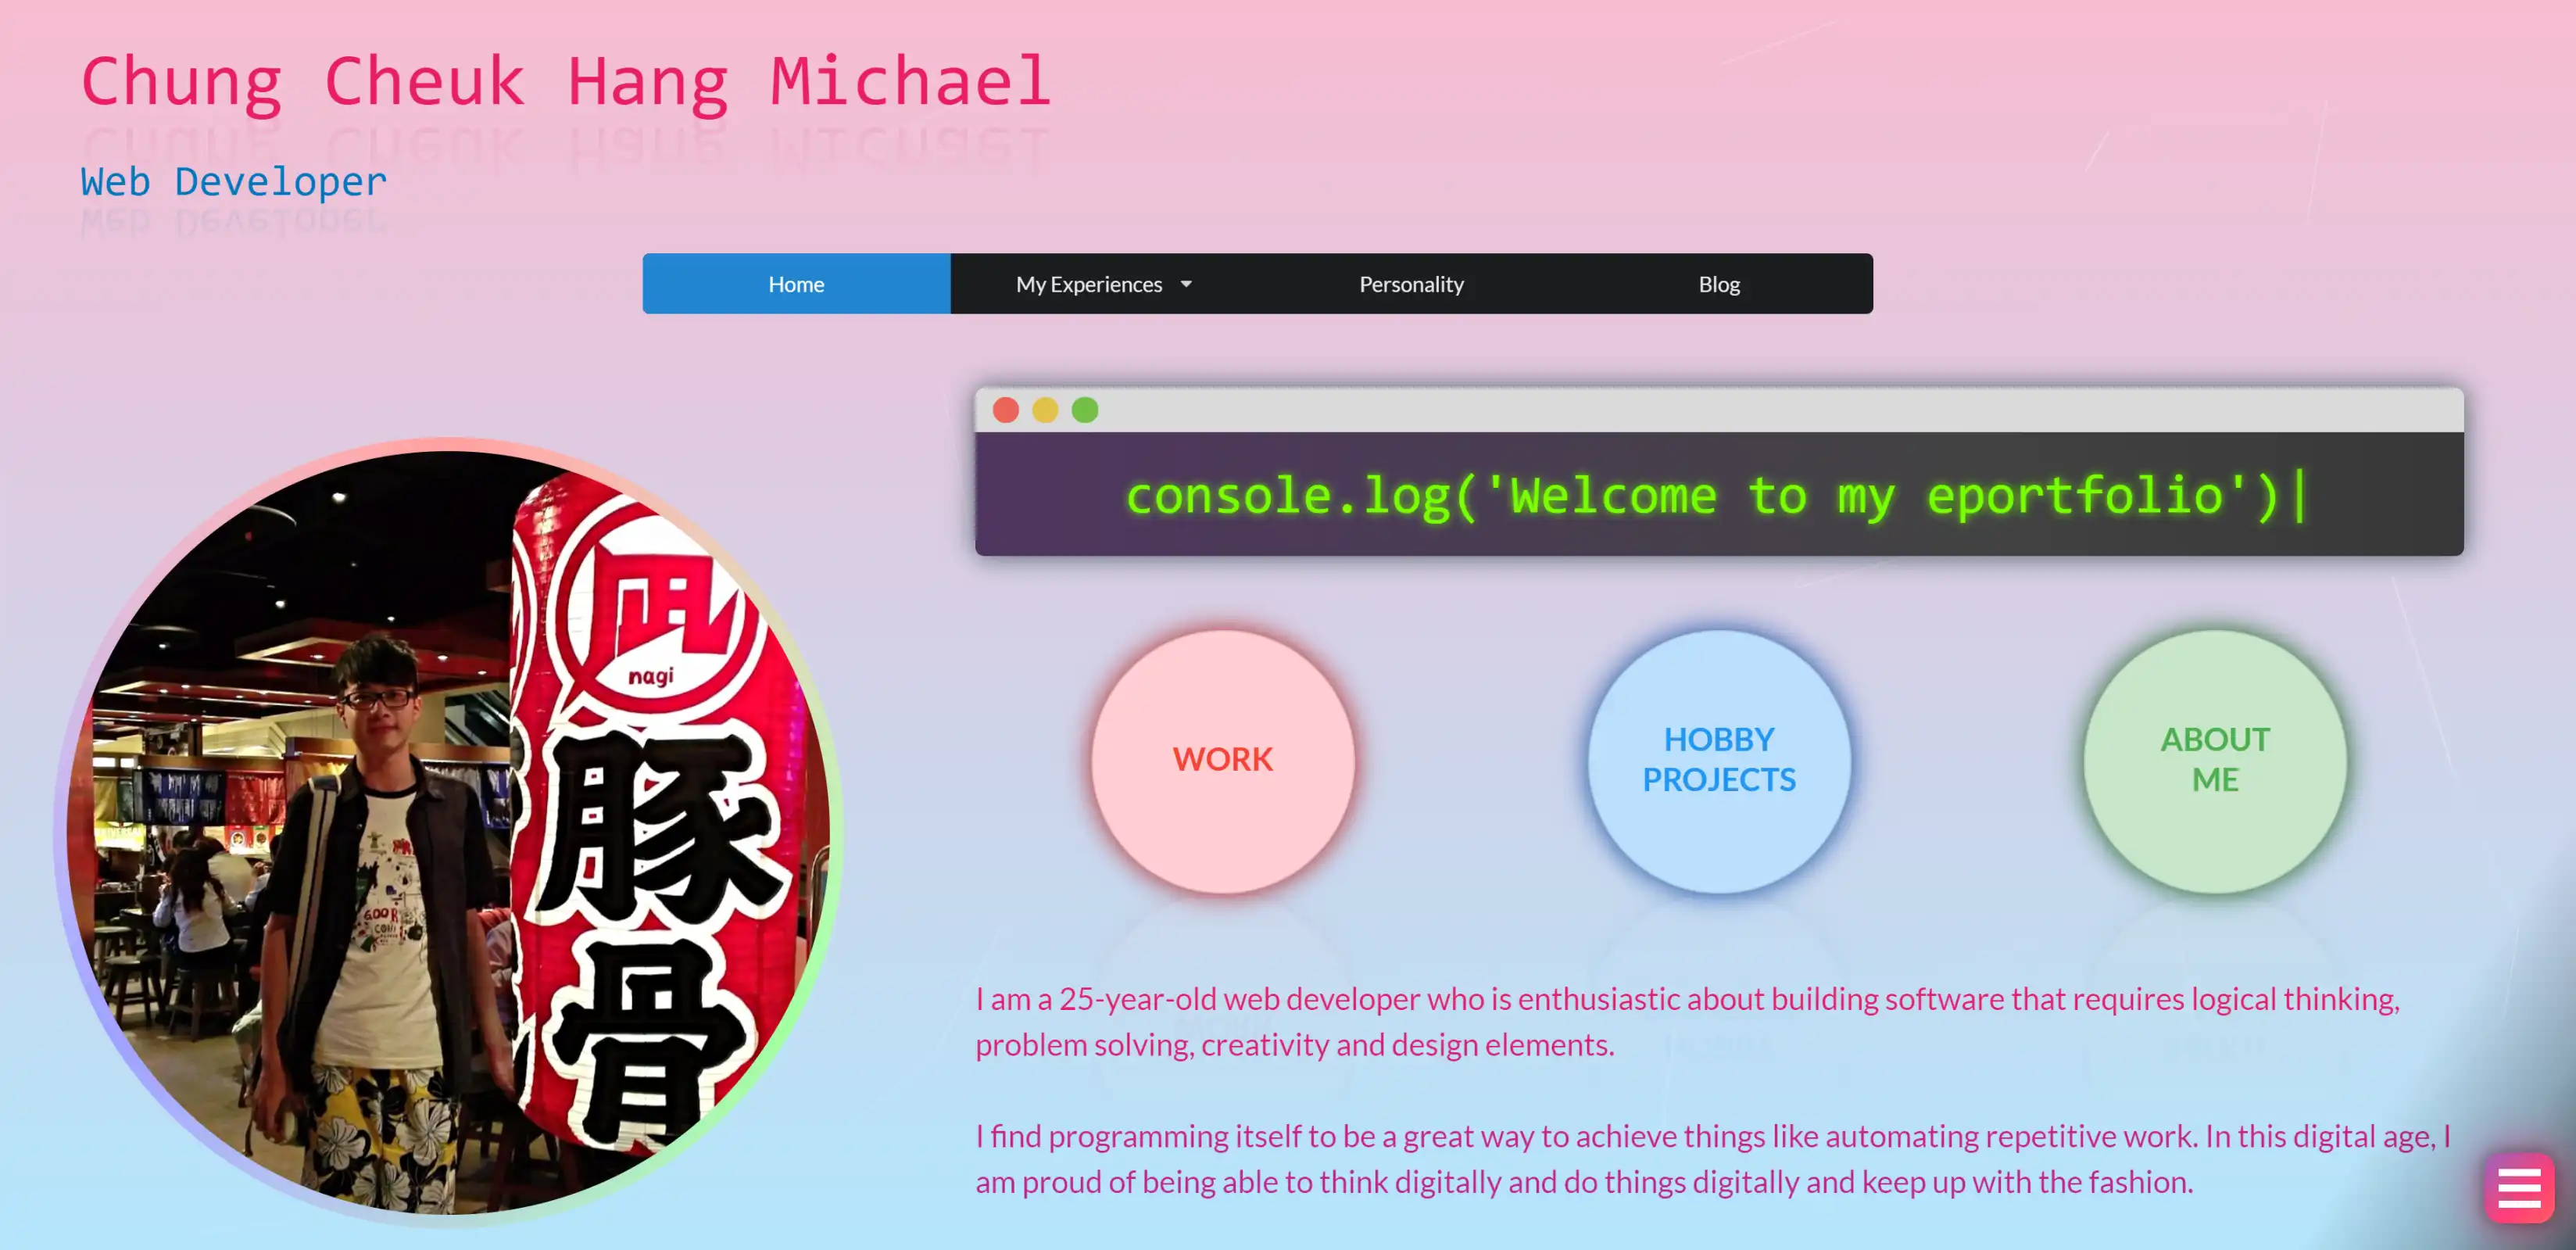 Chung Cheuk Hang Michael
Web Developer
Home
My Experiences
Personality
Blog
console.log('Welcome to my eportfolio')|
凪
nagi
豚
骨
WORK
HOBBY
PROJECTS
ABOUT
ME
I am a 25-year-old web developer who is enthusiastic about building software that requires logical thinking,
problem solving, creativity and design elements.
I find programming itself to be a great way to achieve things like automating repetitive work. In this digital age, I
am proud of being able to think digitally and do things digitally and keep up with the fashion.